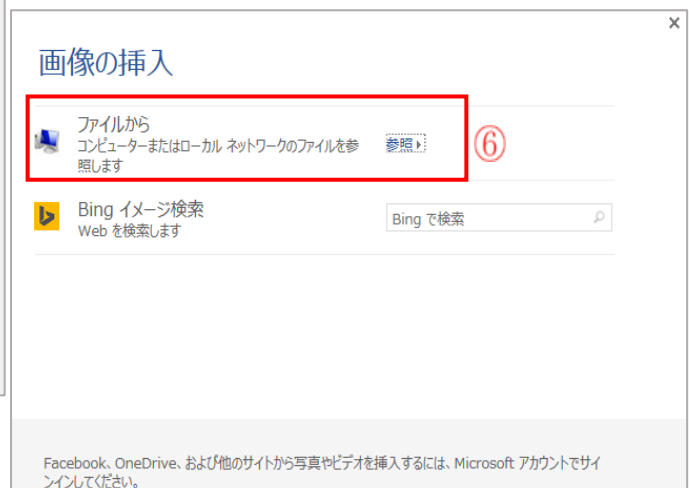 画像の挿入
ファイルから
コンピューターまたはローカル ネットワークのファイルを参
照します
参照
⑥
Bing イメージ検索
Web を検索します
Bing で検索
Facebook、OneDrive、および他のサイトから写真やビデオを挿入するには、Microsoft アカウントでサイ
ンインしてください。